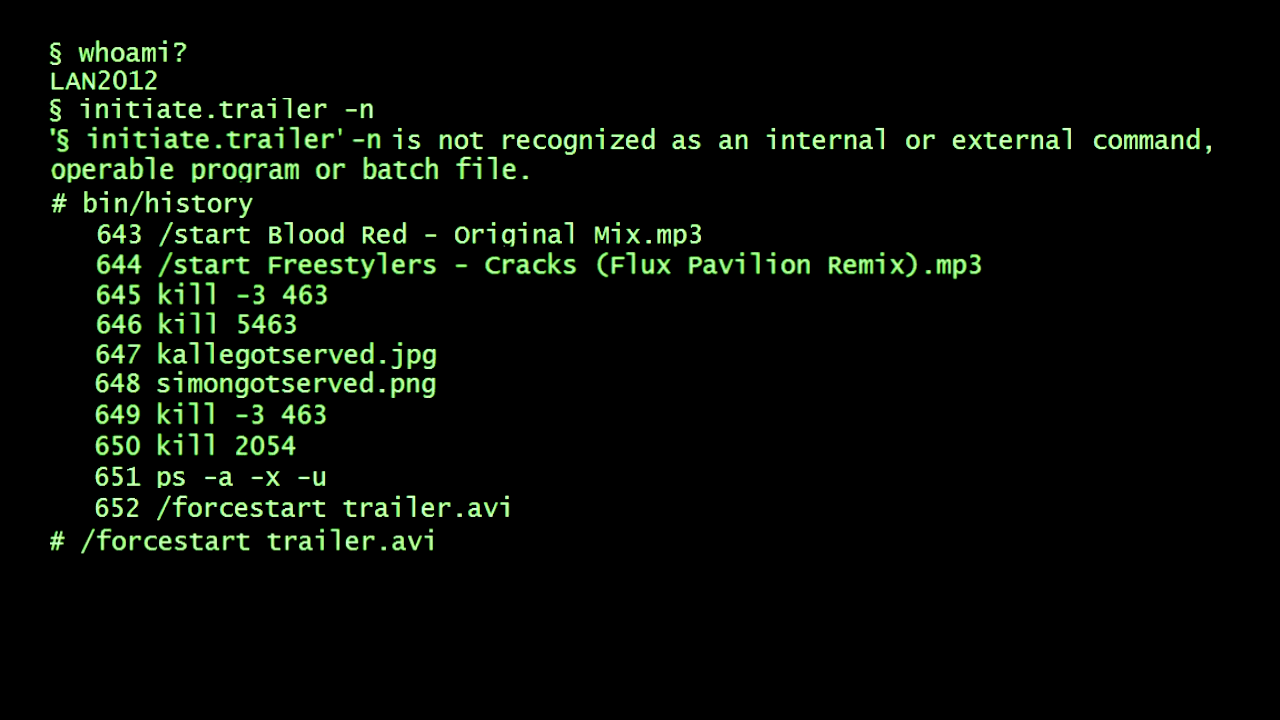 § whoami?
LAN2012
§ initiate.trailer -n
'§ initiate.trailer' -n is not recognized as an internal or external command,
operable program or batch file.
# bin/history
643 /start Blood Red - Original Mix.mp3
644 /start Freestylers - Cracks (Flux Pavilion Remix).mp3
645 kill -3 463
646 kill 5463
647 kallegotserved.jpg
648 simongotserved.png
649 kill -3 463
650 kill 2054
651 ps -a -x -u
652 /forcestart trailer.avi
# /forcestart trailer.avi